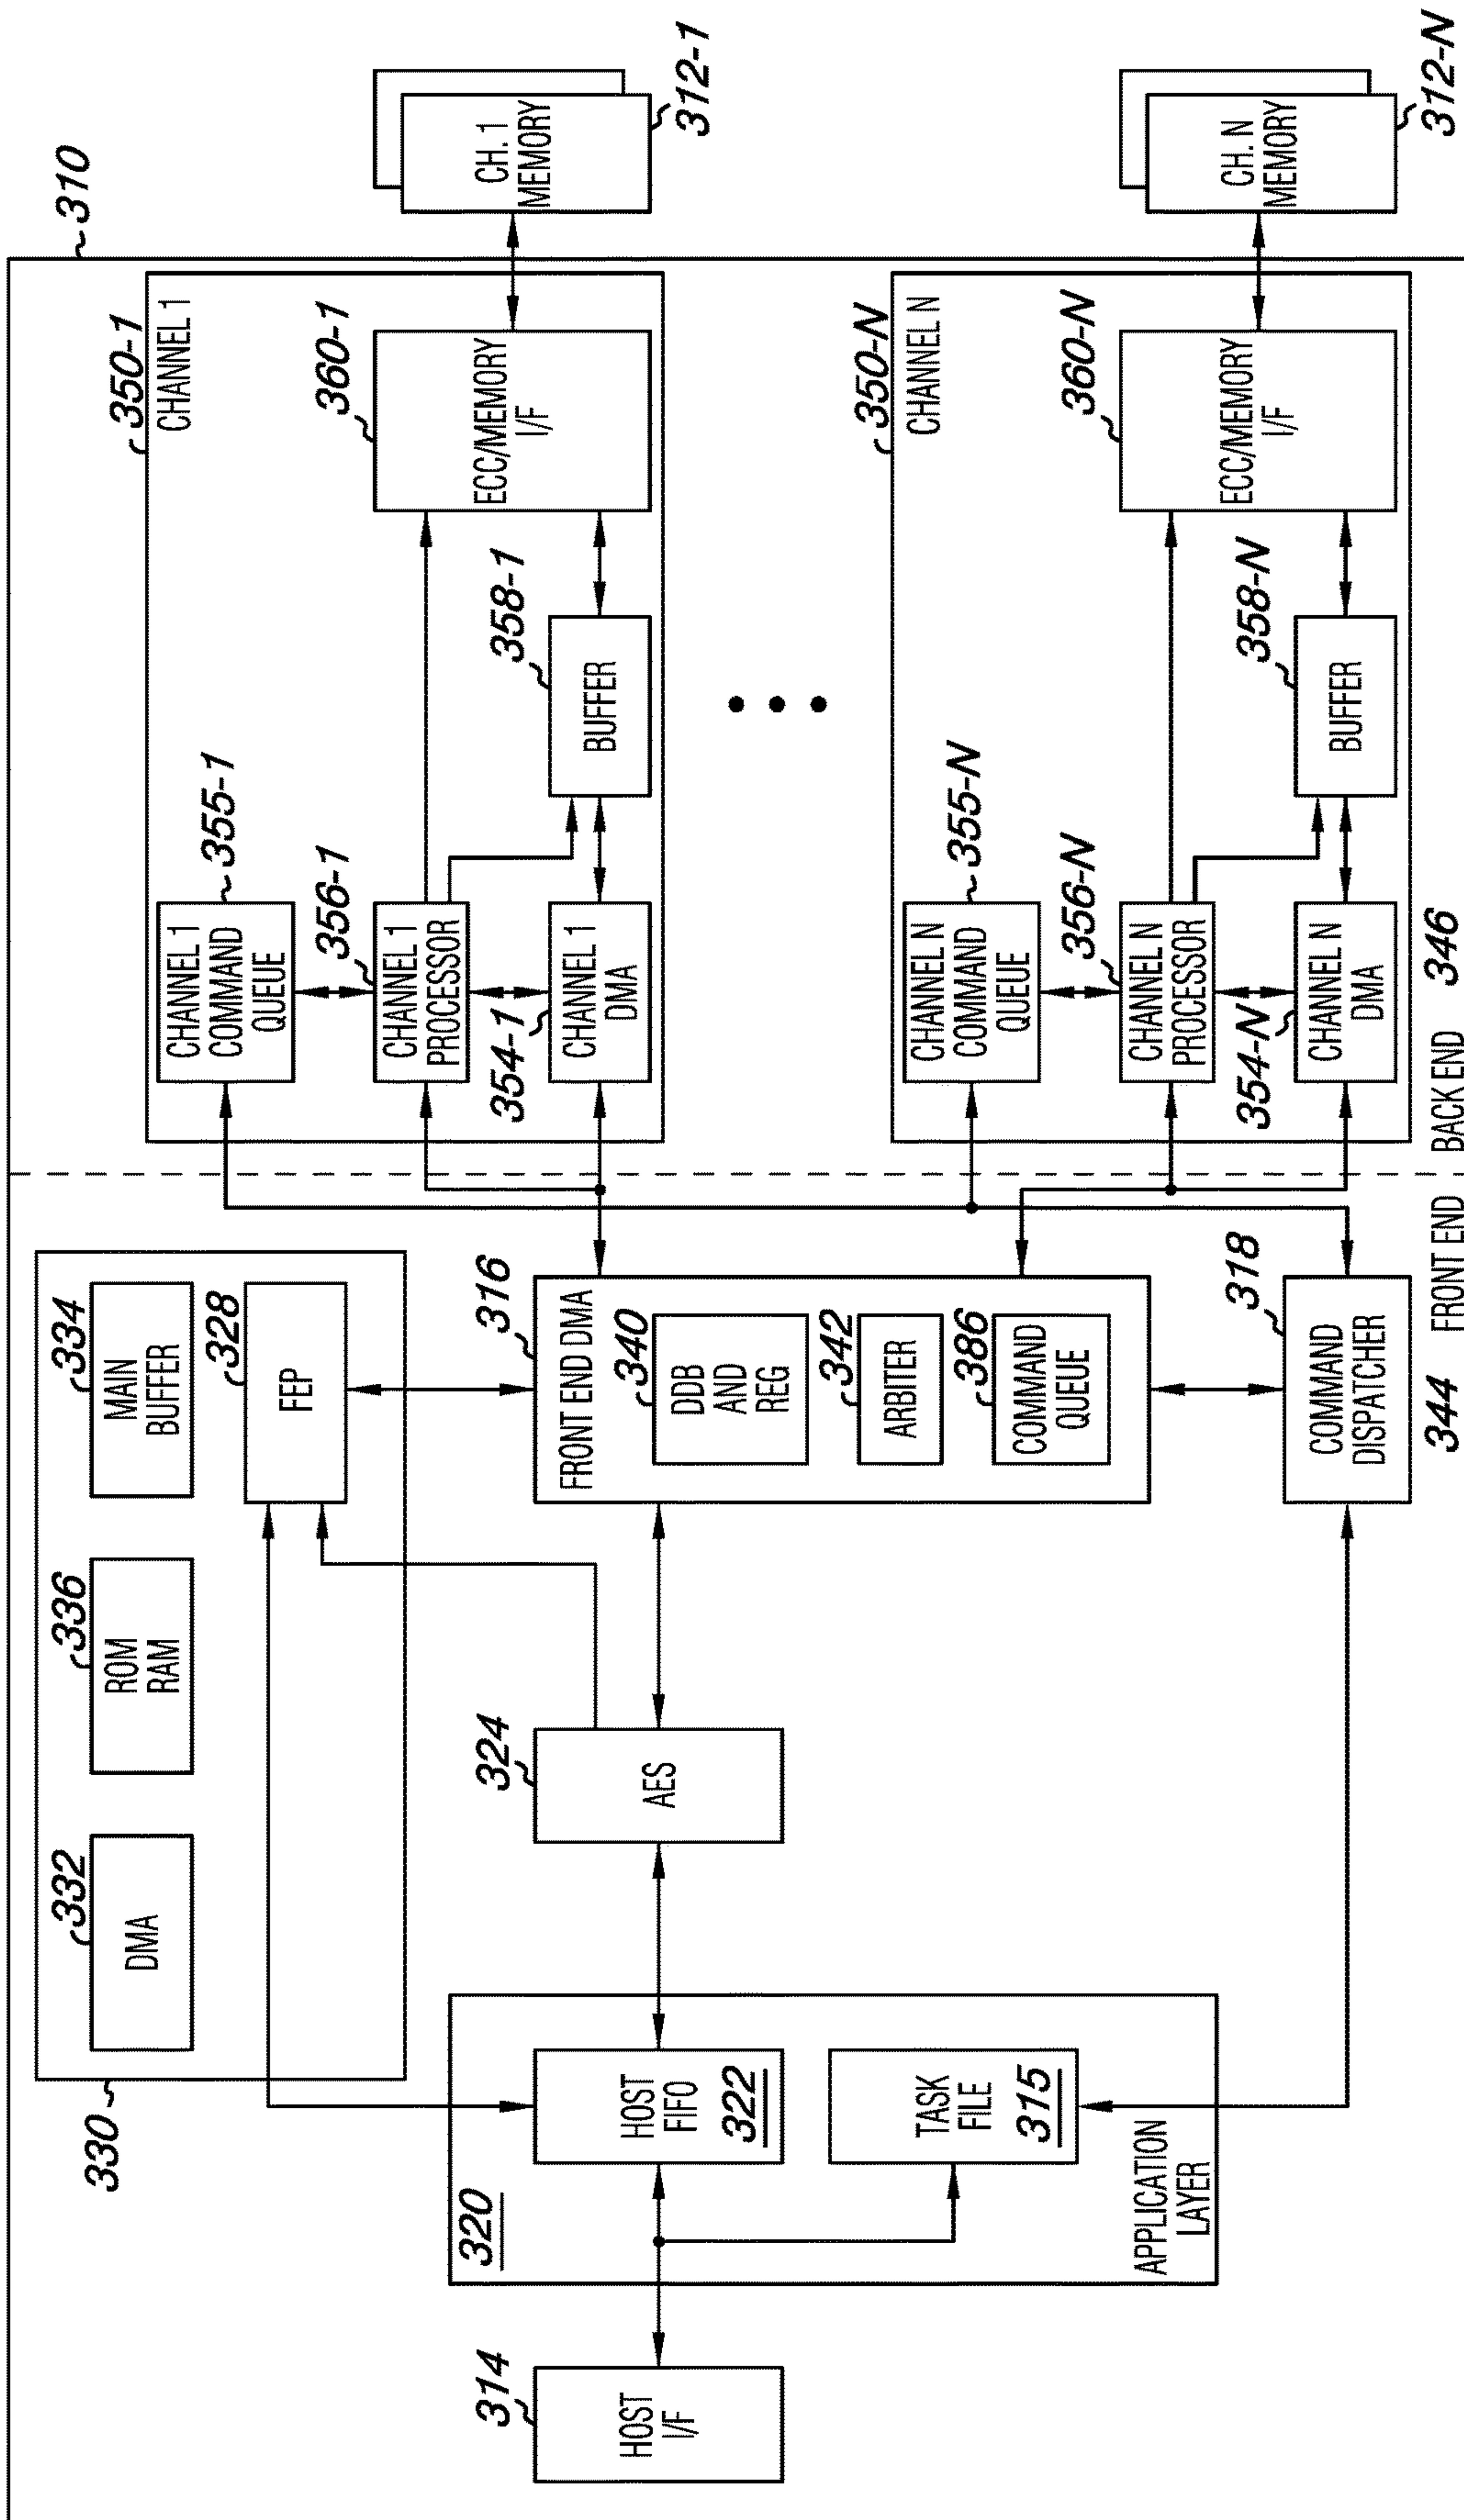 310
330
332
DMA
336
ROM
RAM
334
MAIN
BUFFER
328
FEP
314
HOST
I/F
320
HOST
FIFO
322
TASK
FILE
315
APPLICATION
LAYER
324
AES
316
FRONT END DMA
340
DDB
AND
REG
342
ARBITER
386
COMMAND
QUEUE
318
COMMAND
DISPATCHER
344
FRONT END
BACK END
346
350-1
CHANNEL 1
355-1
CHANNEL 1
COMMAND
QUEUE
356-1
CHANNEL 1
PROCESSOR
354-1
CHANNEL 1
DMA
358-1
BUFFER
360-1
ECC/MEMORY
I/F
CH. 1
MEMORY
312-1
350-N
CHANNEL N
355-N
CHANNEL N
COMMAND
QUEUE
356-N
CHANNEL N
PROCESSOR
354-N
CHANNEL N
DMA
358-N
BUFFER
360-N
ECC/MEMORY
I/F
CH. N
MEMORY
312-N